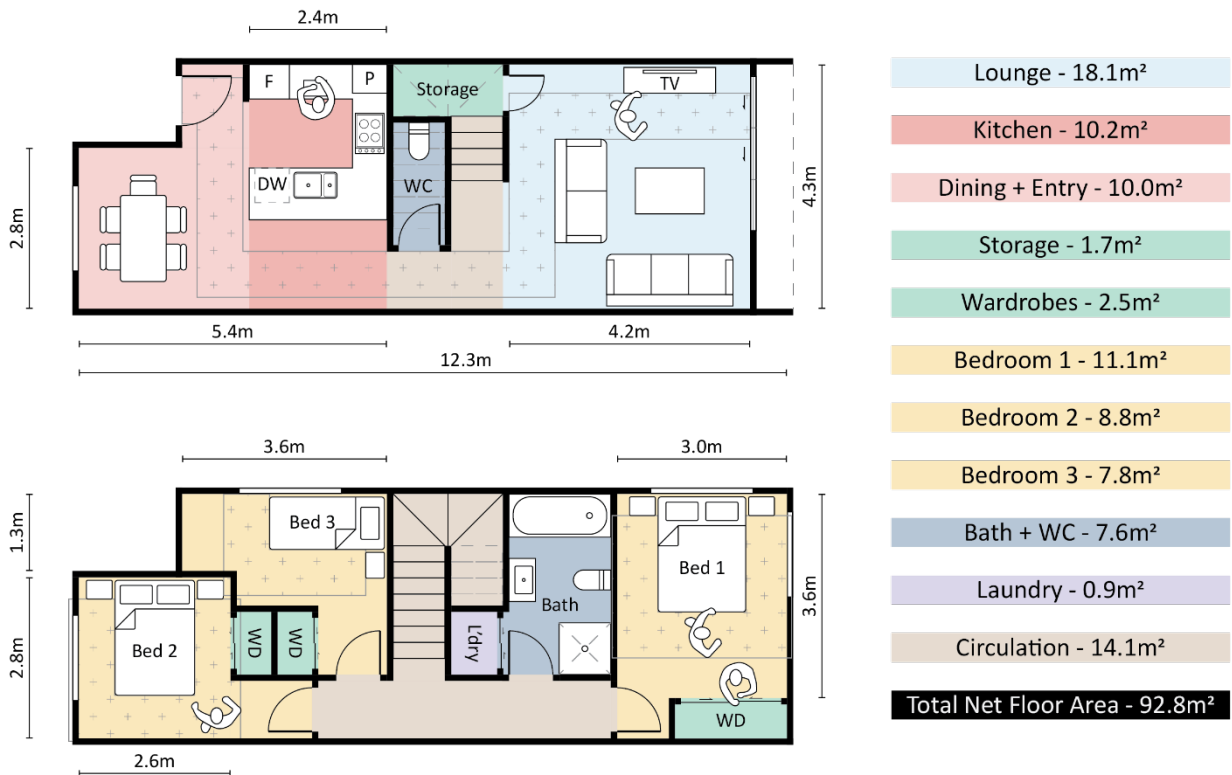 2.4m
F
P
Storage
TV
DW
WC
2.8m
4.3m
5.4m
4.2m
12.3m
3.6m
3.0m
1.3m
Bed 3
Bed 1
3.6m
2.8m
Bed 2
WD
WD
L'dry
Bath
WD
2.6m
Lounge - 18.1m²
Kitchen - 10.2m²
Dining + Entry - 10.0m²
Storage - 1.7m²
Wardrobes - 2.5m²
Bedroom 1 - 11.1m²
Bedroom 2 - 8.8m²
Bedroom 3 - 7.8m²
Bath + WC - 7.6m²
Laundry - 0.9m²
Circulation - 14.1m²
Total Net Floor Area - 92.8m²